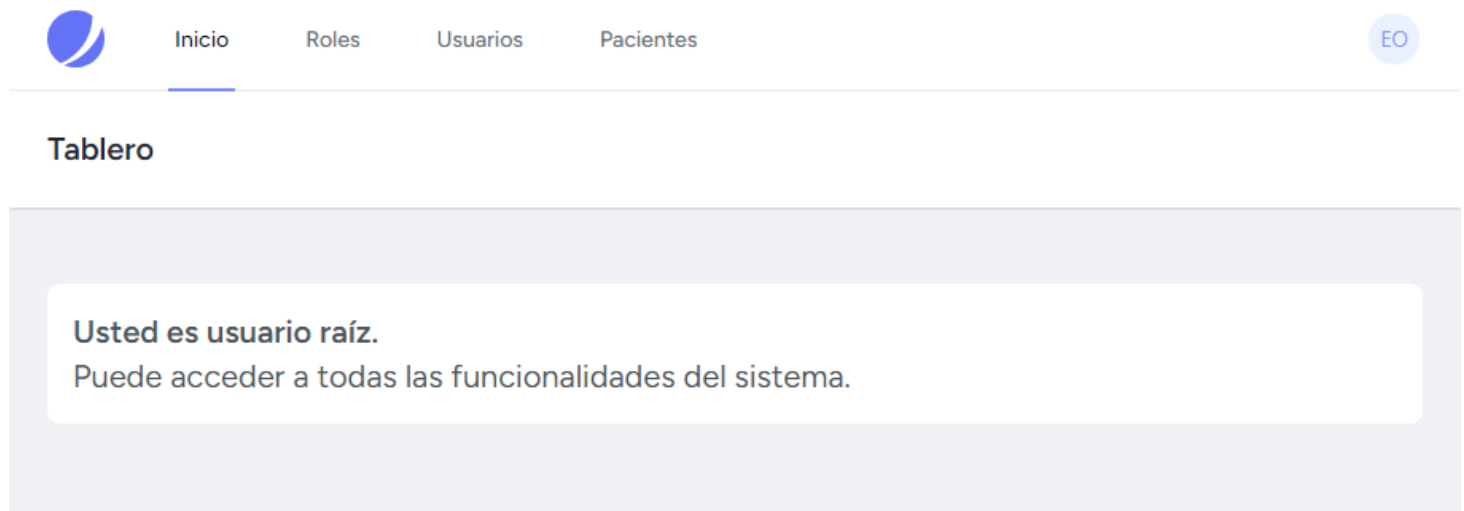 Inicio Roles Usuarios Pacientes EO
Tablero
Usted es usuario raíz.
Puede acceder a todas las funcionalidades del sistema.